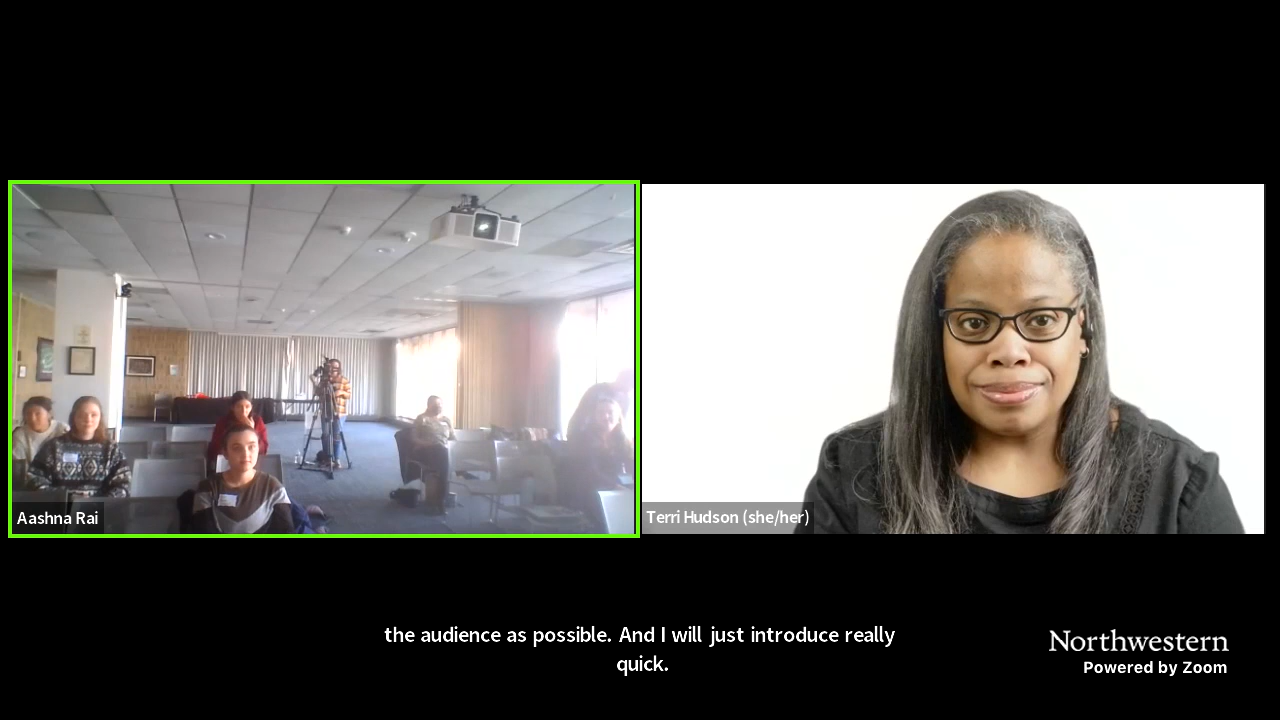 Aashna Rai
Terri Hudson (she/her)
the audience as possible. And I will just introduce really
quick.
Northwestern
Powered by Zoom